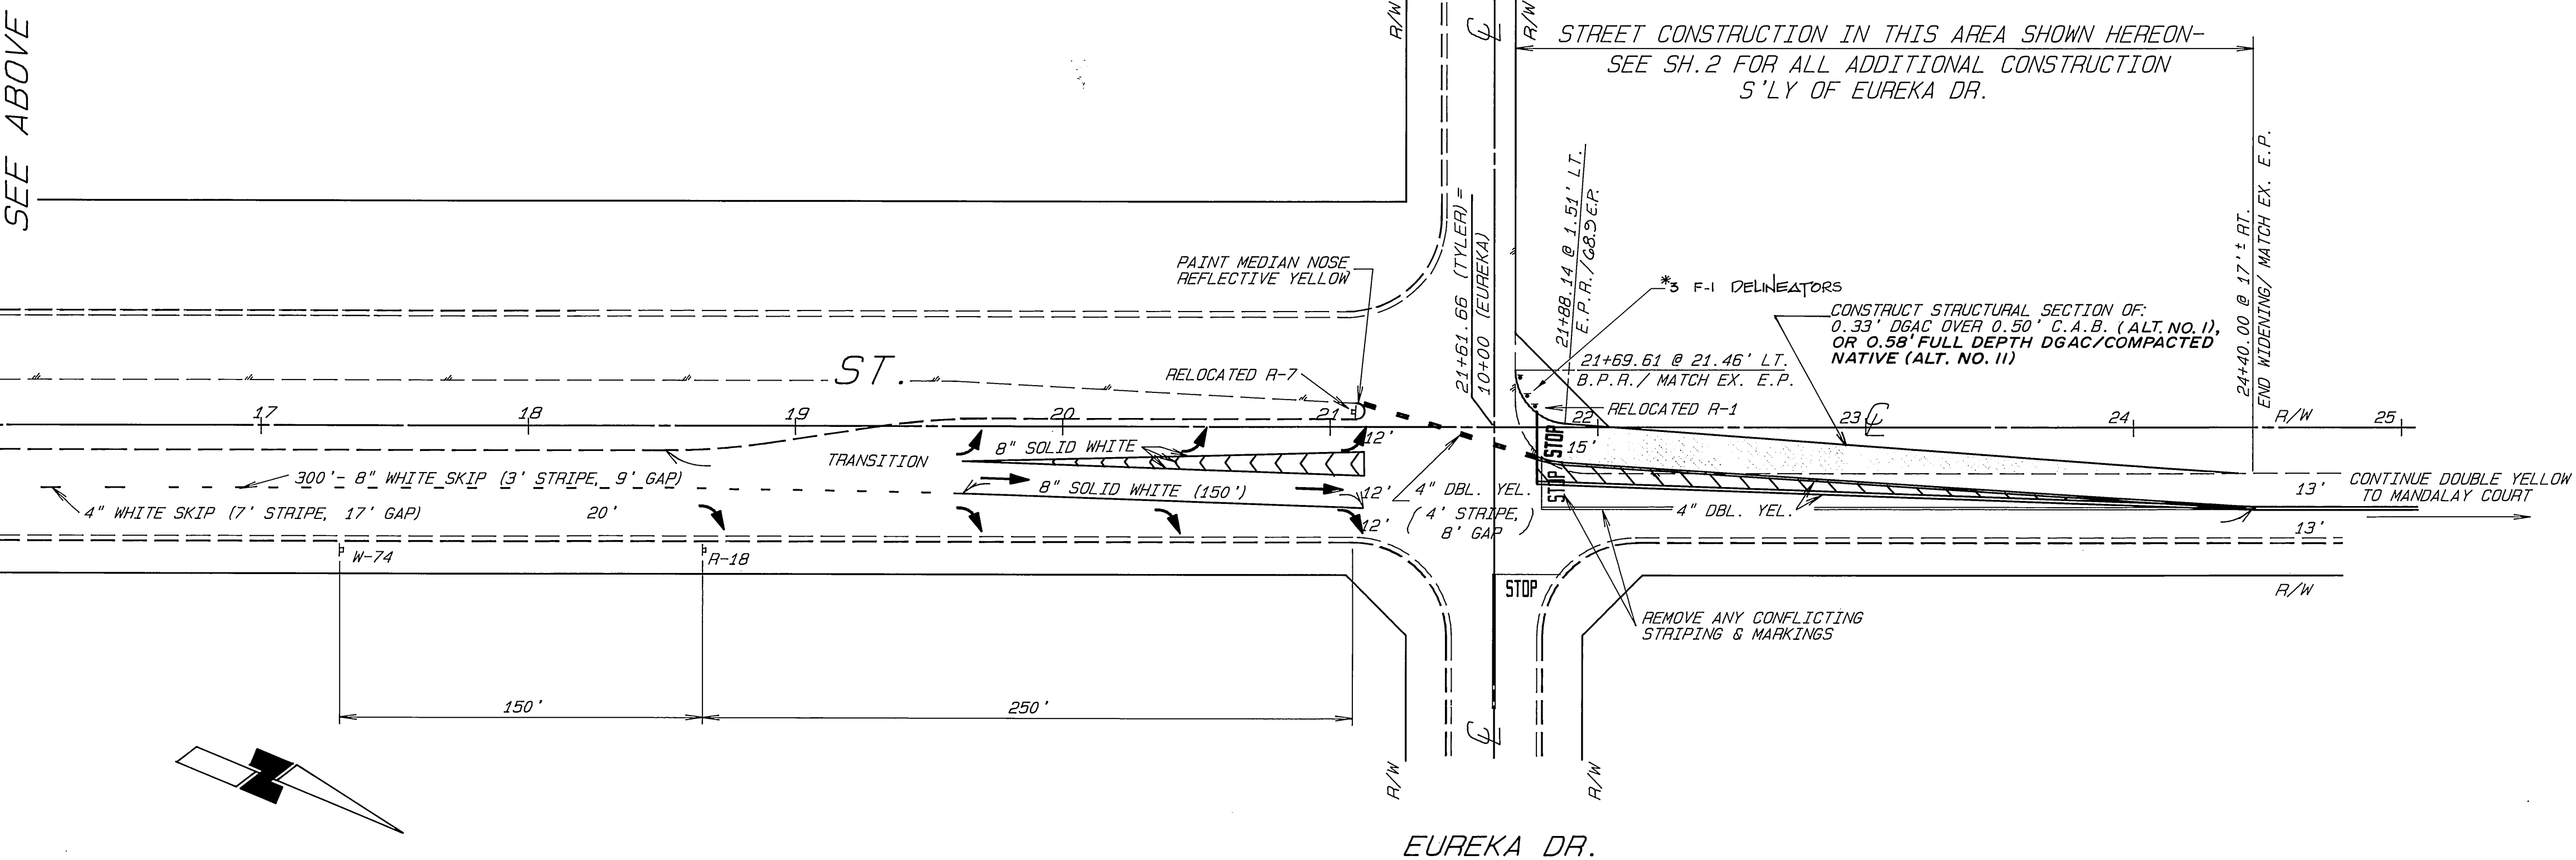 SEE ABOVE
R/W
℄
R/W
STREET CONSTRUCTION IN THIS AREA SHOWN HEREON-
SEE SH.2 FOR ALL ADDITIONAL CONSTRUCTION
S'LY OF EUREKA DR.
PAINT MEDIAN NOSE
REFLECTIVE YELLOW
21+61.66 (TYLER) =
10+00 (EUREKA)
21+88.14 @ 1.51' LT.
E.P.R./68.9 E.P.
*3 F-1 DELINEATORS
CONSTRUCT STRUCTURAL SECTION OF:
0.33' DGAC OVER 0.50' C.A.B. (ALT. NO. I),
OR 0.58' FULL DEPTH DGAC/COMPACTED
NATIVE (ALT. NO. II)
24+40.00 @ 17'± RT.
END WIDENING/ MATCH EX. E.P.
21+69.61 @ 21.46' LT.
B.P.R./ MATCH EX. E.P.
ST.
RELOCATED R-7
RELOCATED R-1
17
18
19
20
21
22
23
℄
24
R/W
25
TRANSITION
8" SOLID WHITE
12'
STOP
15'
300'- 8" WHITE SKIP (3' STRIPE, 9' GAP)
8" SOLID WHITE (150')
12'
4" DBL. YEL.
( 4' STRIPE,
8' GAP )
STOP
4" DBL. YEL.
13'
CONTINUE DOUBLE YELLOW
TO MANDALAY COURT
4" WHITE SKIP (7' STRIPE, 17' GAP)
20'
12'
13'
W-74
R-18
STOP
R/W
REMOVE ANY CONFLICTING
STRIPING & MARKINGS
150'
250'
℄
R/W
R/W
EUREKA DR.